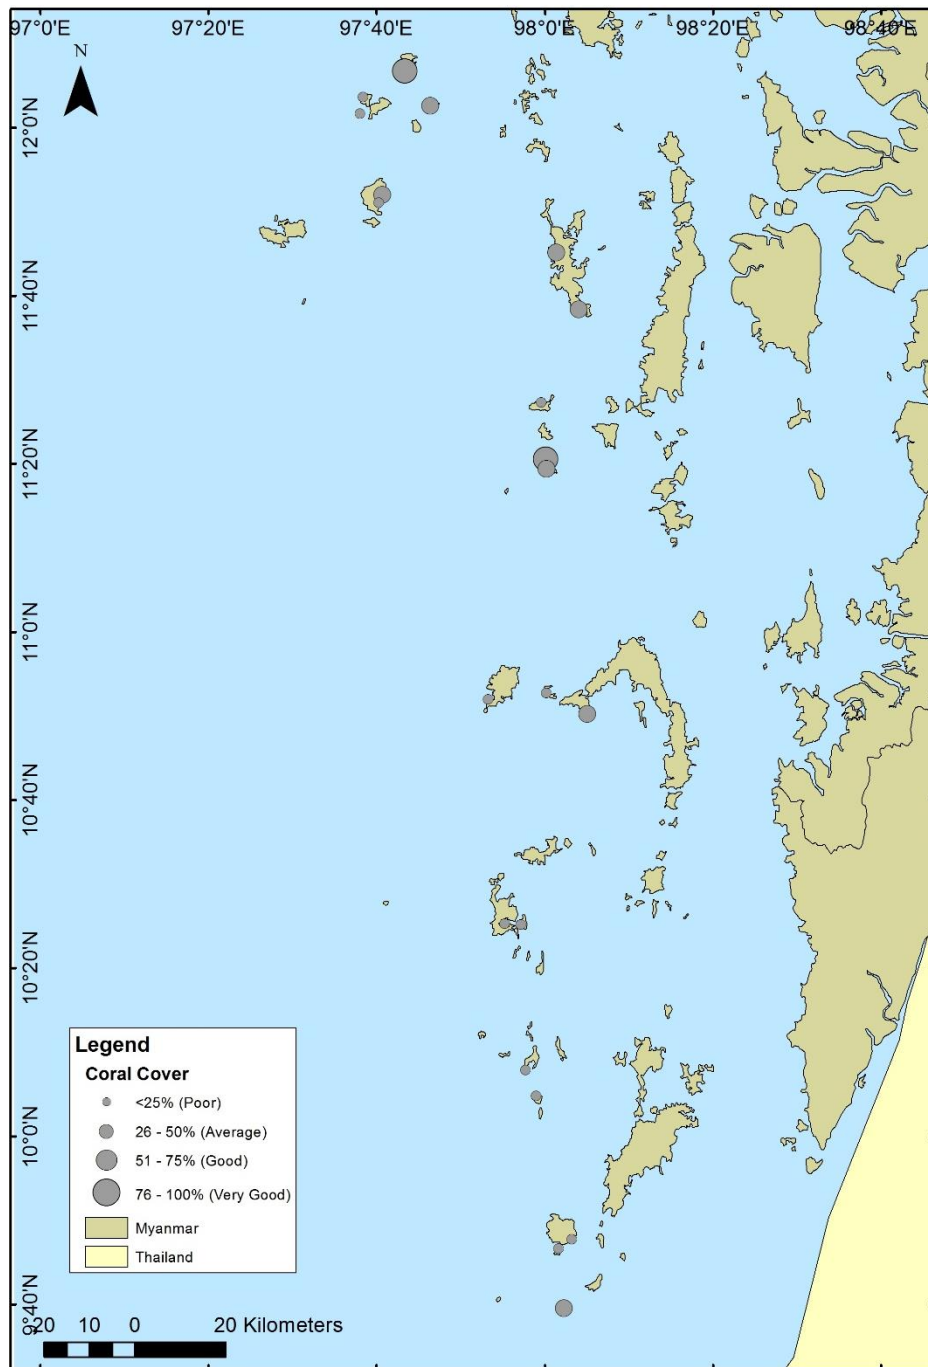 97°0'E 97°20'E 97°40'E 98°0'E 98°20'E 98°40'E
N
12°0'N
11°40'N
11°20'N
11°0'N
10°40'N
10°20'N
10°0'N
9°40'N
Legend
Coral Cover
<25% (Poor)
26 - 50% (Average)
51 - 75% (Good)
76 - 100% (Very Good)
Myanmar
Thailand
20 10 0 20 Kilometers